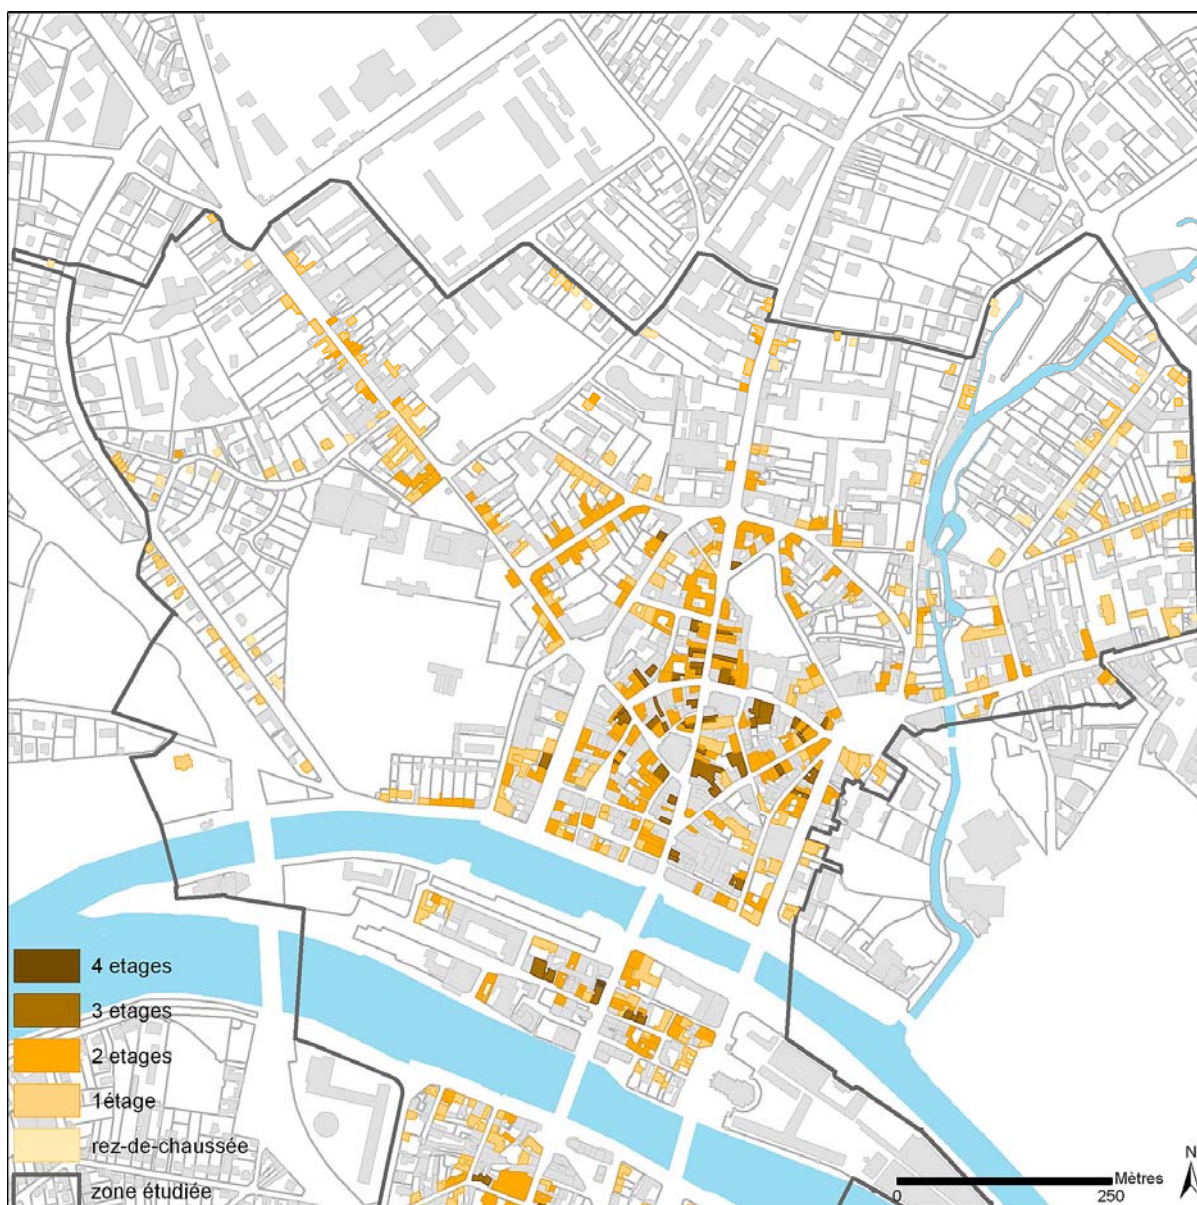 4 etages
3 etages
2 etages
1étage
rez-de-chaussée
zone étudiée
Mètres
0 250
N